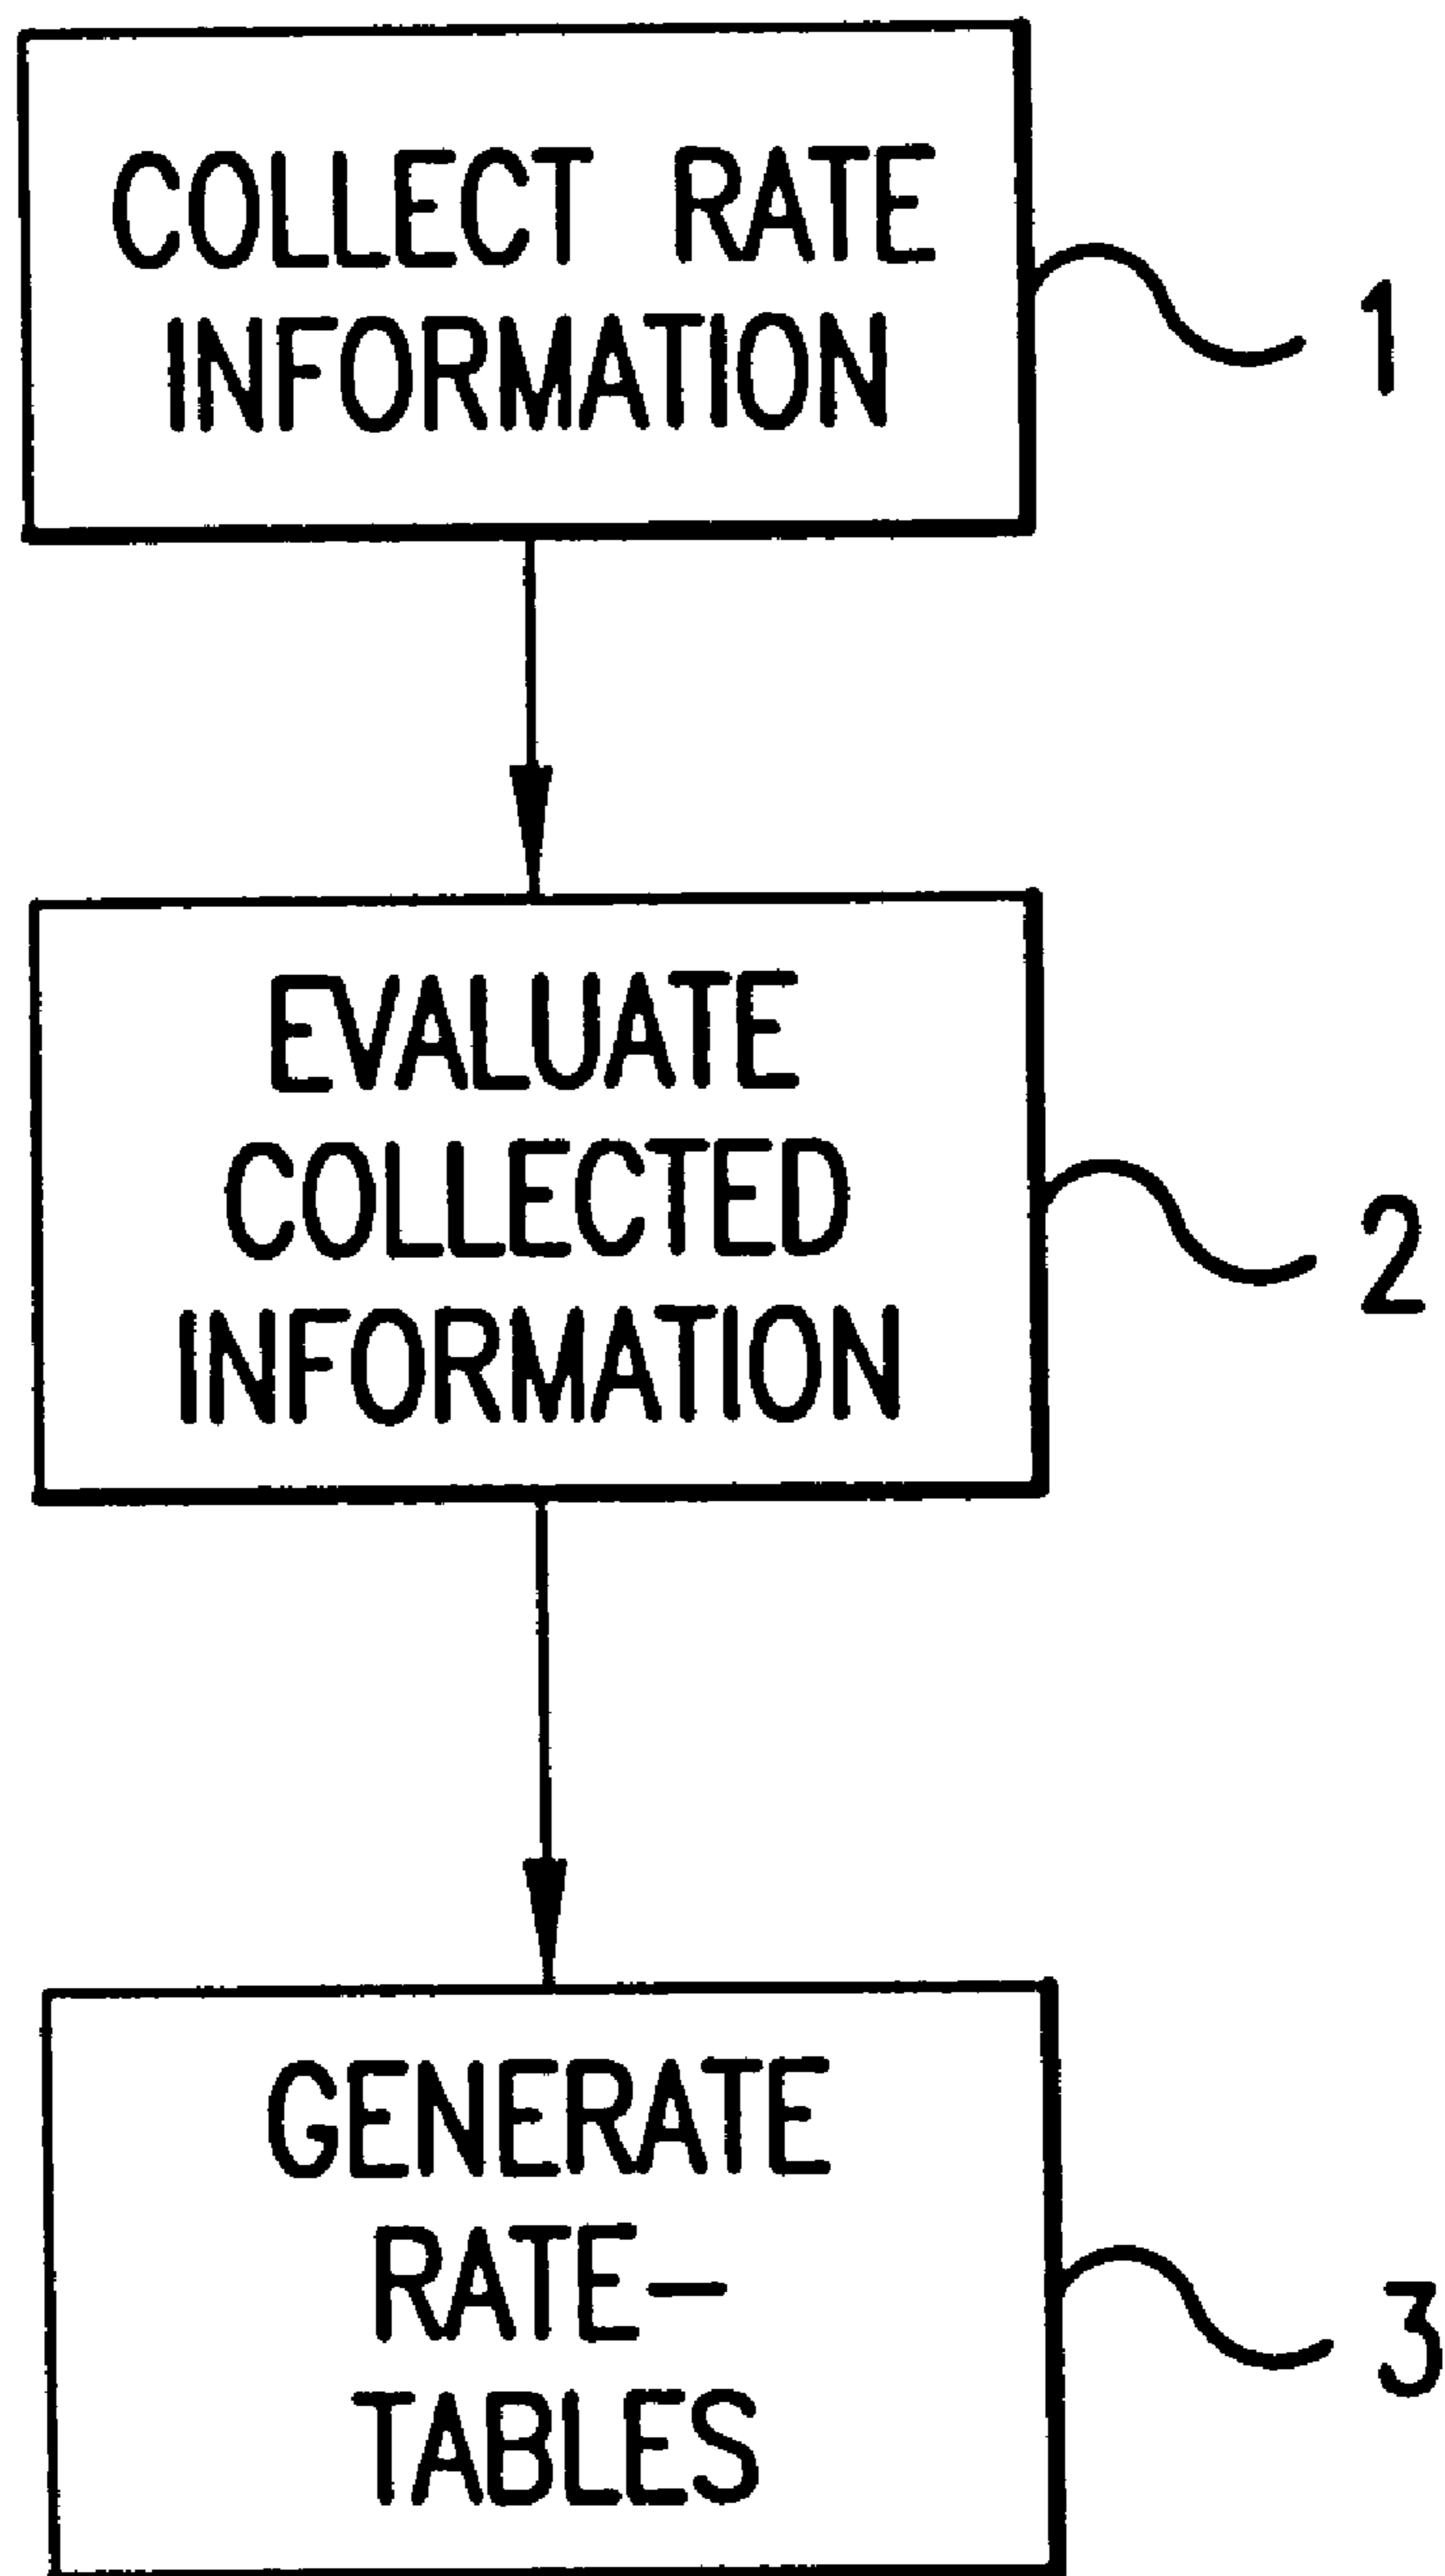 COLLECT RATE
INFORMATION
1
EVALUATE
COLLECTED
INFORMATION
2
GENERATE
RATE-
TABLES
3